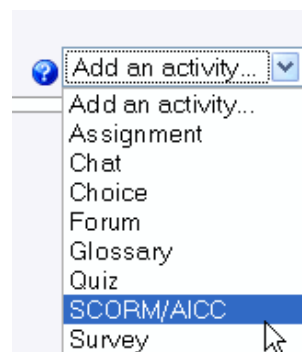 Add an activity...
Add an activity...
Assignment
Chat
Choice
Forum
Glossary
Quiz
SCORM/AICC
Survey